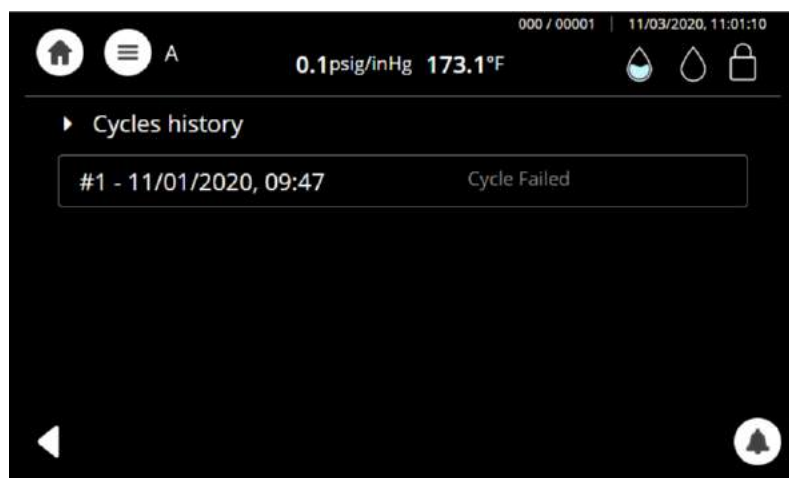 000 / 00001 | 11/03/2020, 11:01:10
A
0.1psig/inHg 173.1°F
Cycles history
#1 - 11/01/2020, 09:47 Cycle Failed